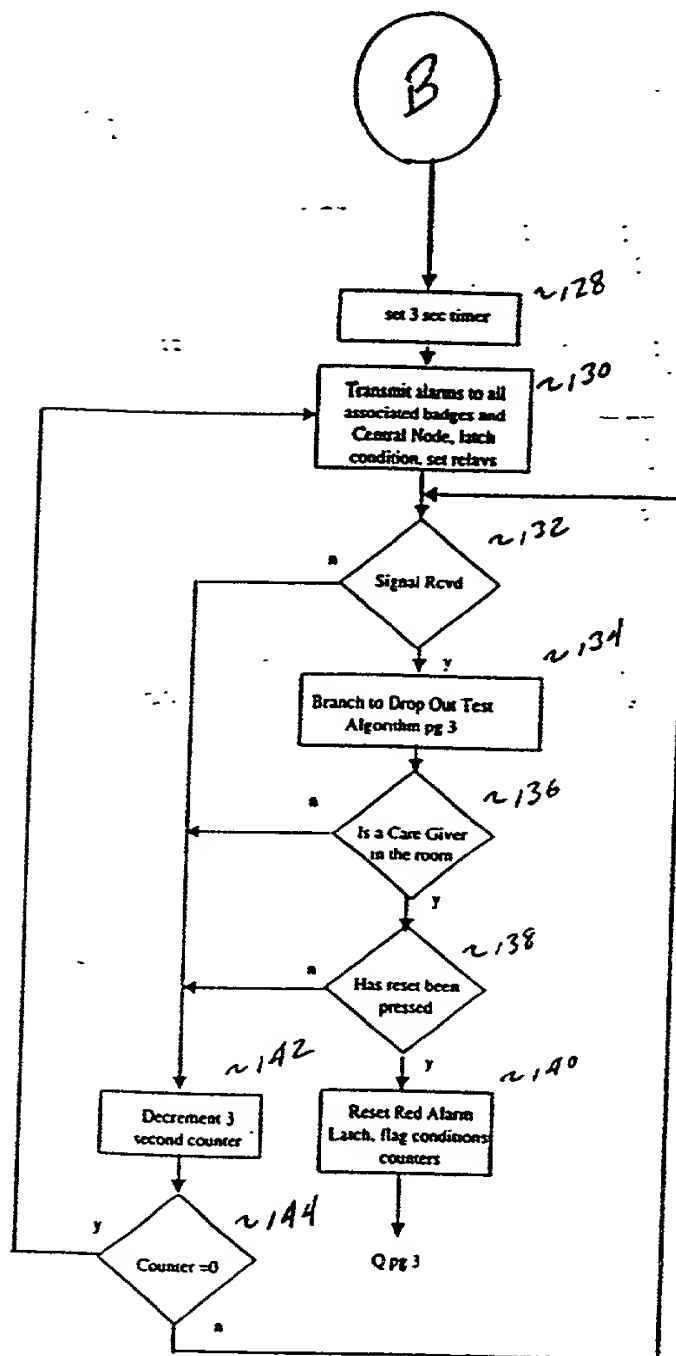 B
~128
set 3 sec timer
~130
Transmit alarms to all
associated badges and
Central Node, latch
condition, set relays
~132
n
Signal Rcvd
y
~134
Branch to Drop Out Test
Algorithm pg 3
~136
n
Is a Care Giver
in the room
y
~138
n
Has reset been
pressed
y
~142
~140
Decrement 3
second counter
Reset Red Alarm
Latch, flag conditions
counters
y
~144
Counter =0
Q pg 3
n